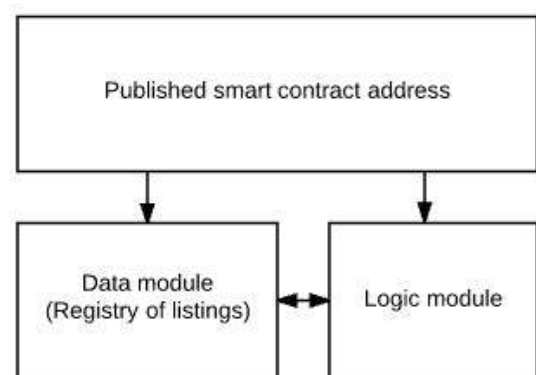 Published smart contract address
Data module
(Registry of listings)
Logic module